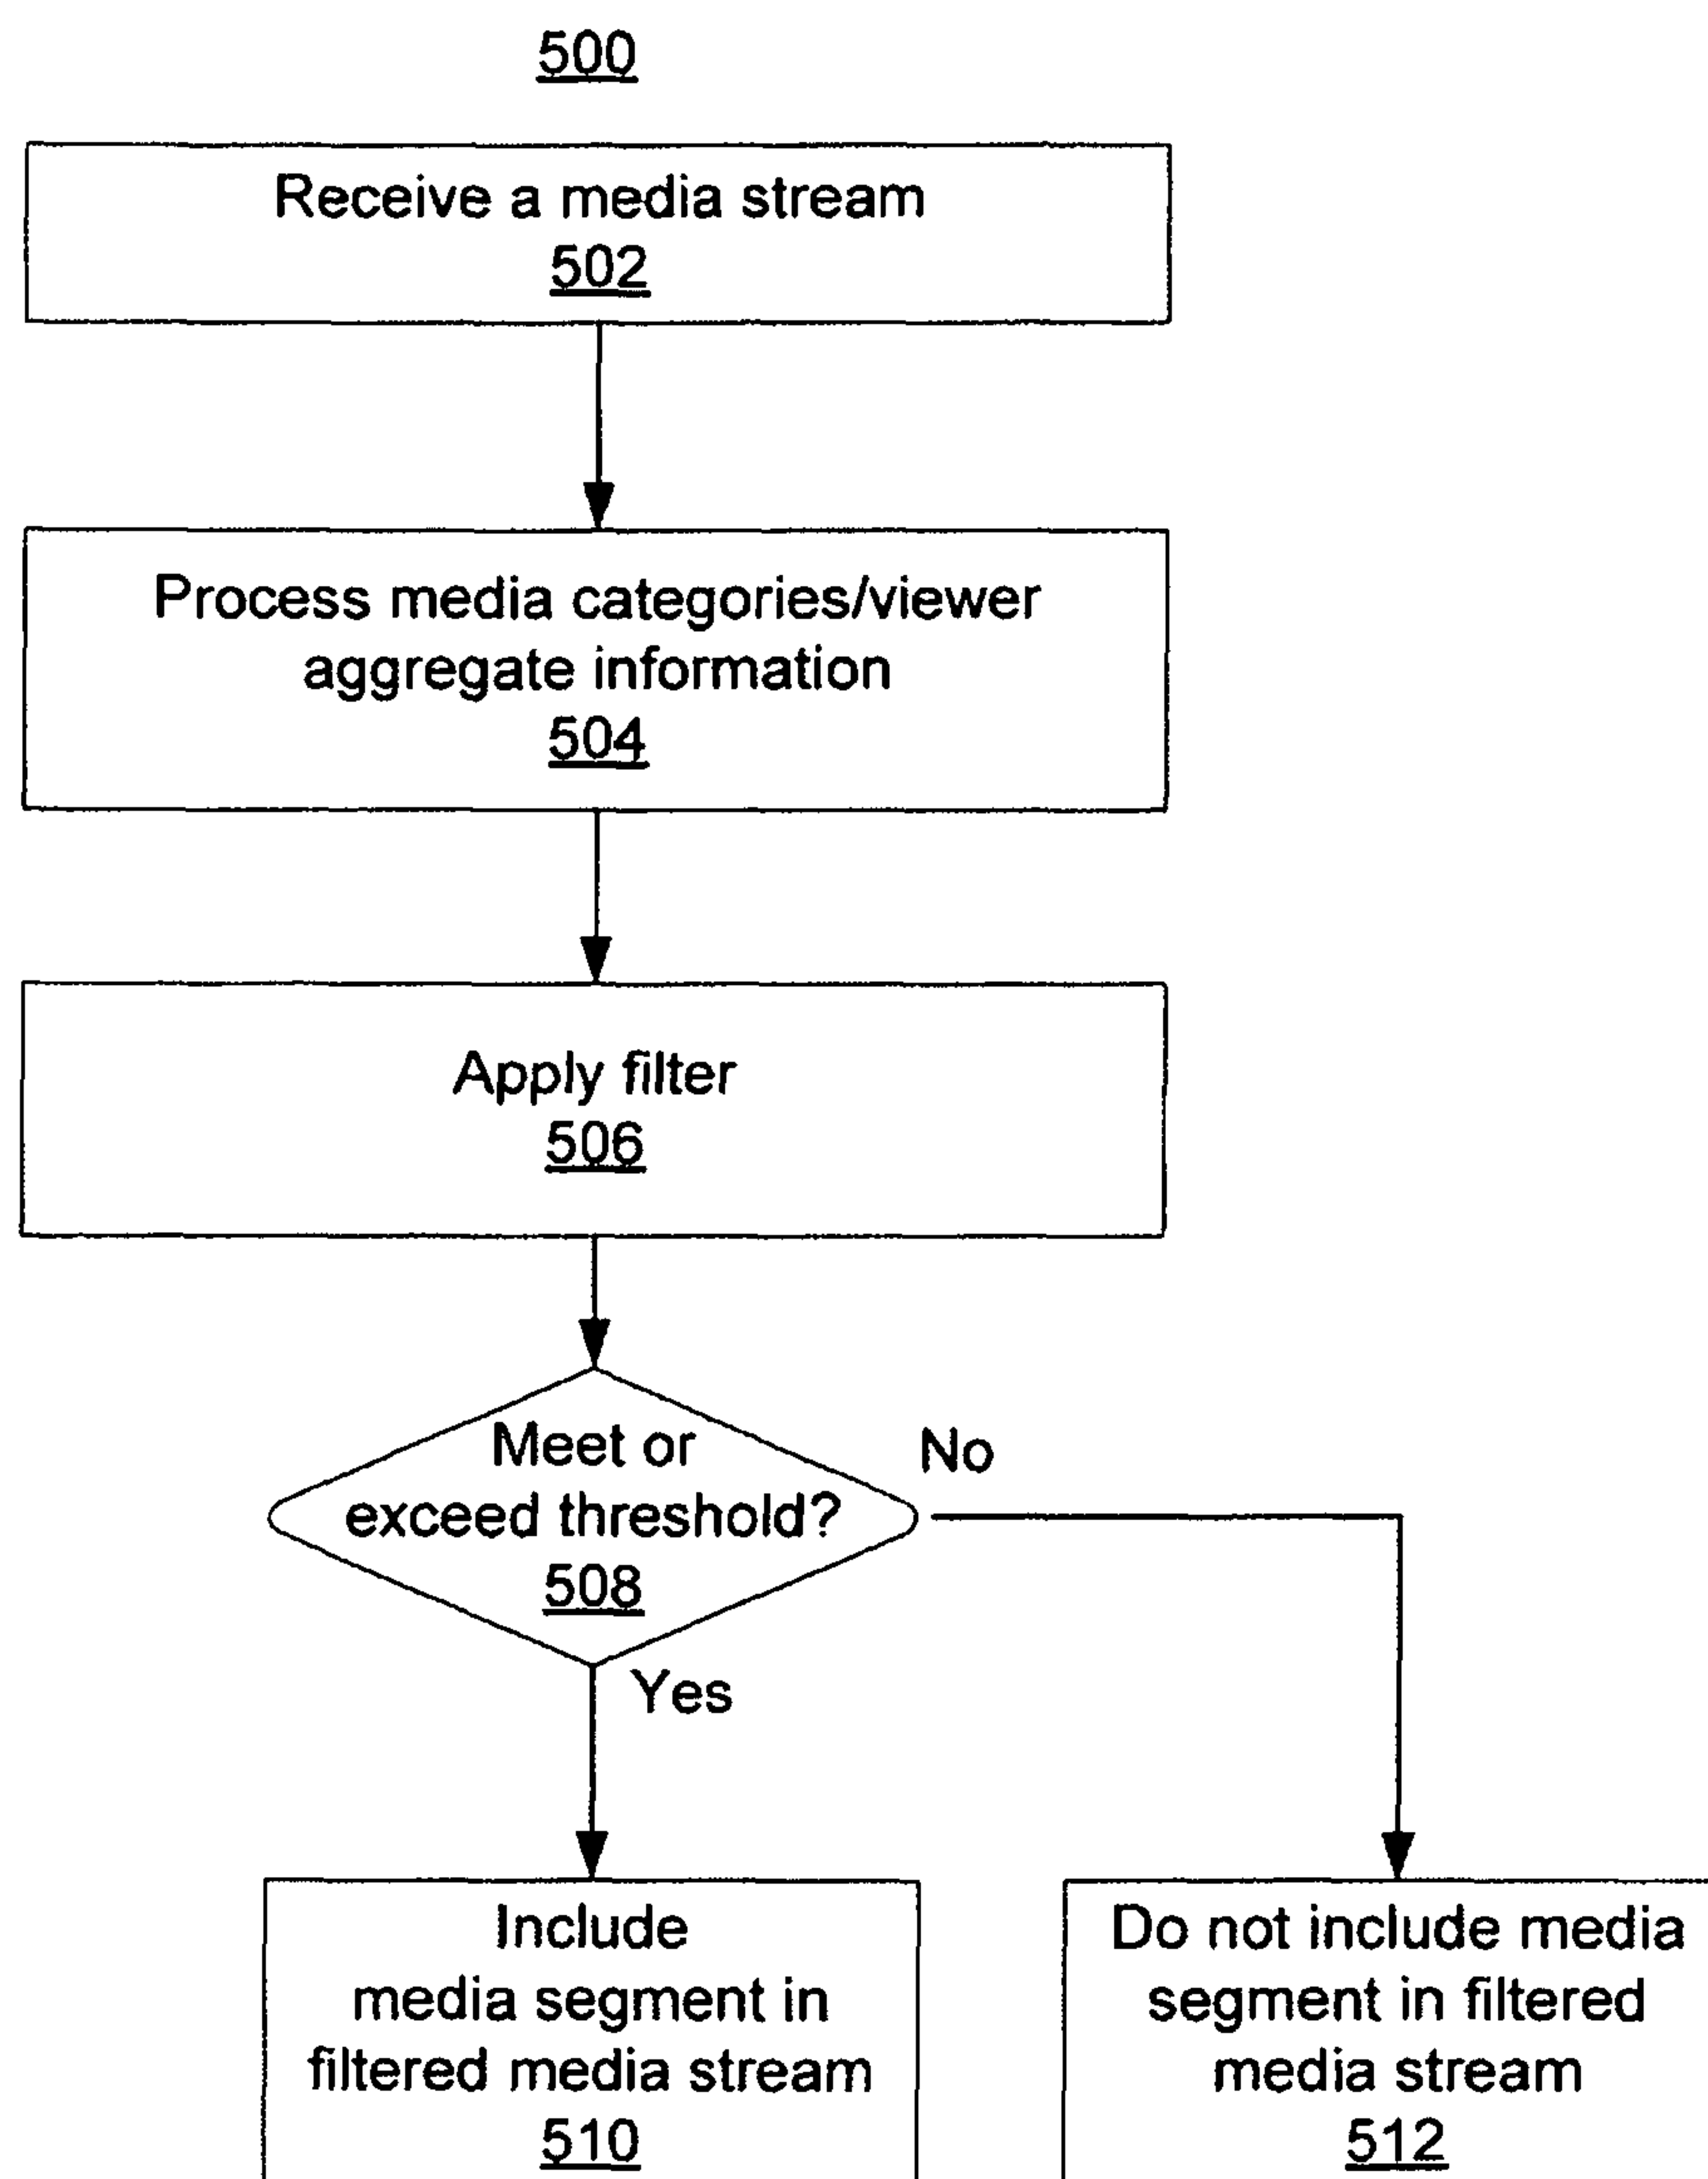 500
Receive a media stream
502
Process media categories/viewer
aggregate information
504
Apply filter
506
Meet or
exceed threshold?
508
No
Yes
Include
media segment in
filtered media stream
510
Do not include media
segment in filtered
media stream
512